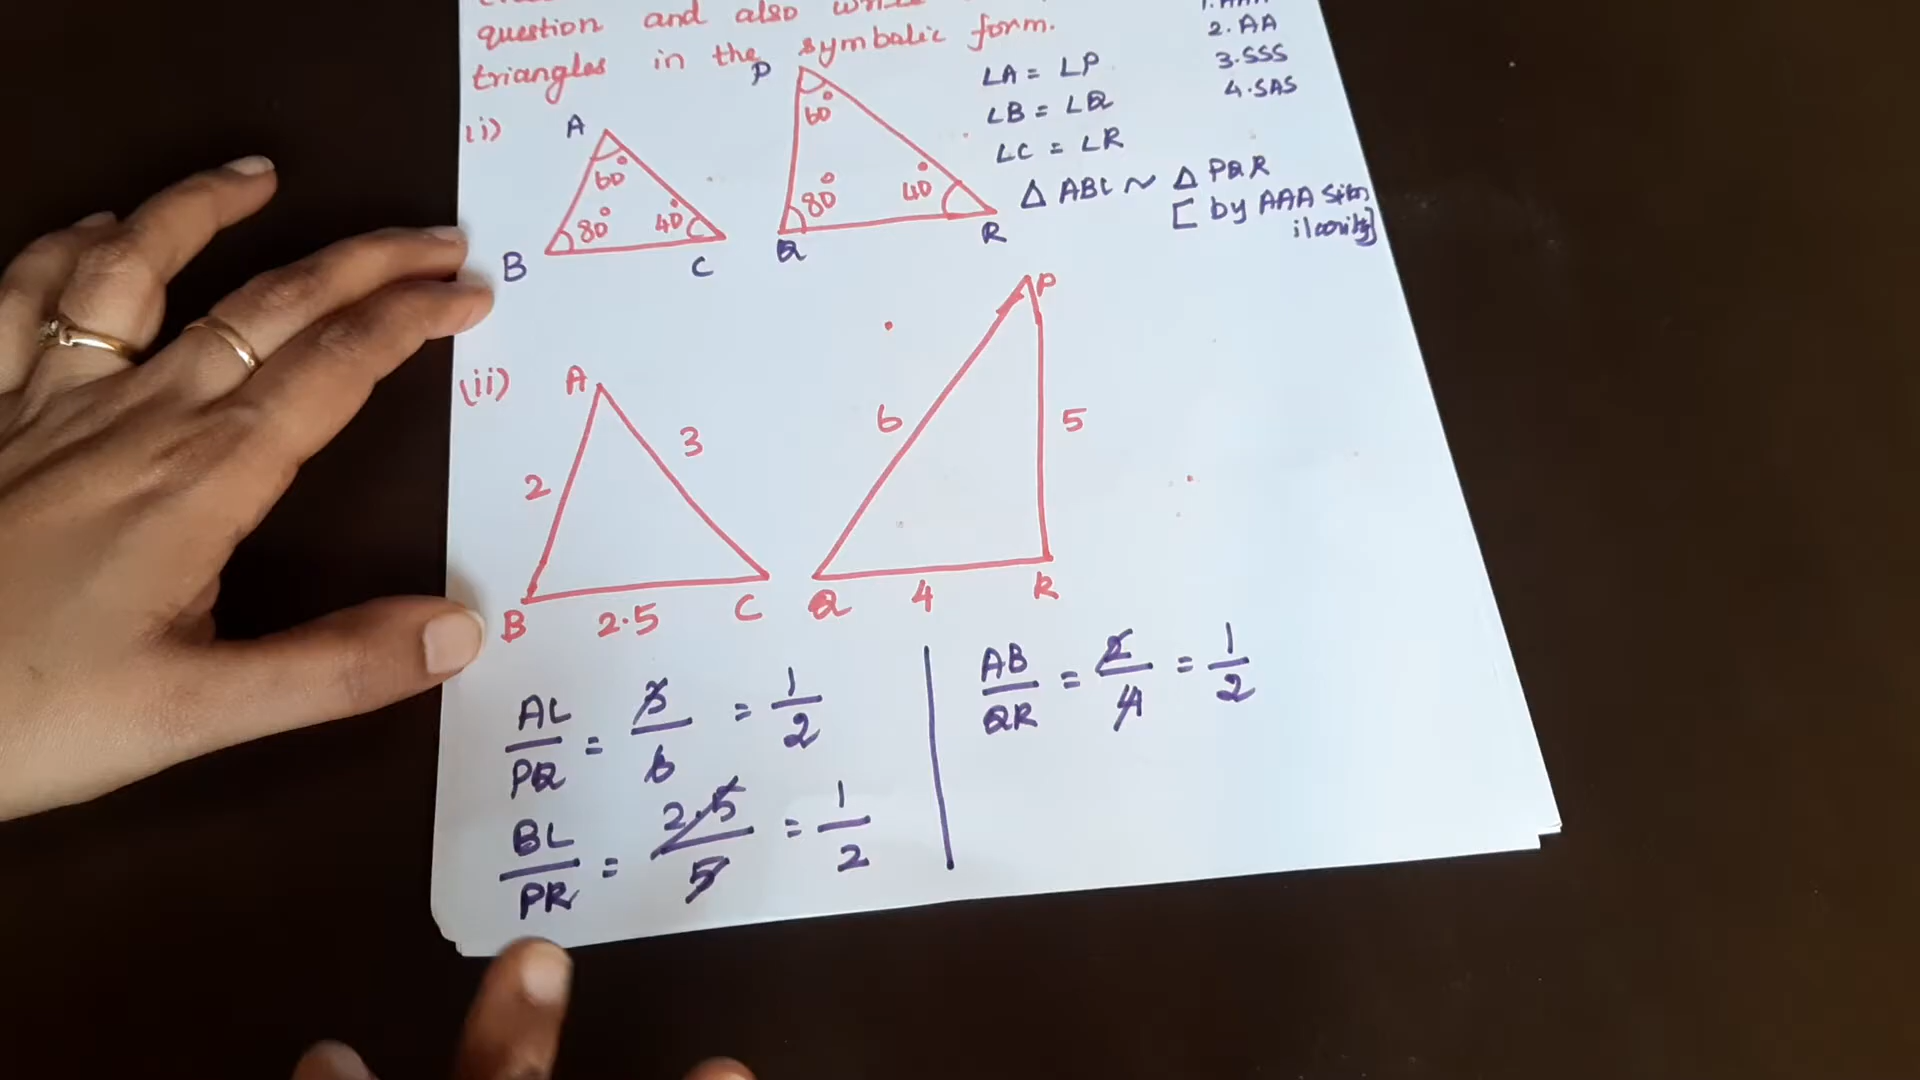 question and also
triangles in the symbolic form.
2. AA
3. SSS
4. SAS
(i)
A
60°
B
80°
40°
C
P
60°
Q
80°
40°
R
∠A = ∠P
∠B = ∠Q
∠C = ∠R
△ ABC ~ △ PQR
[ by AAA
ilarity]
(ii)
A
2
3
B
2.5
C
P
6
5
Q
4
R
AC/PQ = 3/6 = 1/2
BC/PR = 2.5/5 = 1/2
AB/QR = 2/4 = 1/2